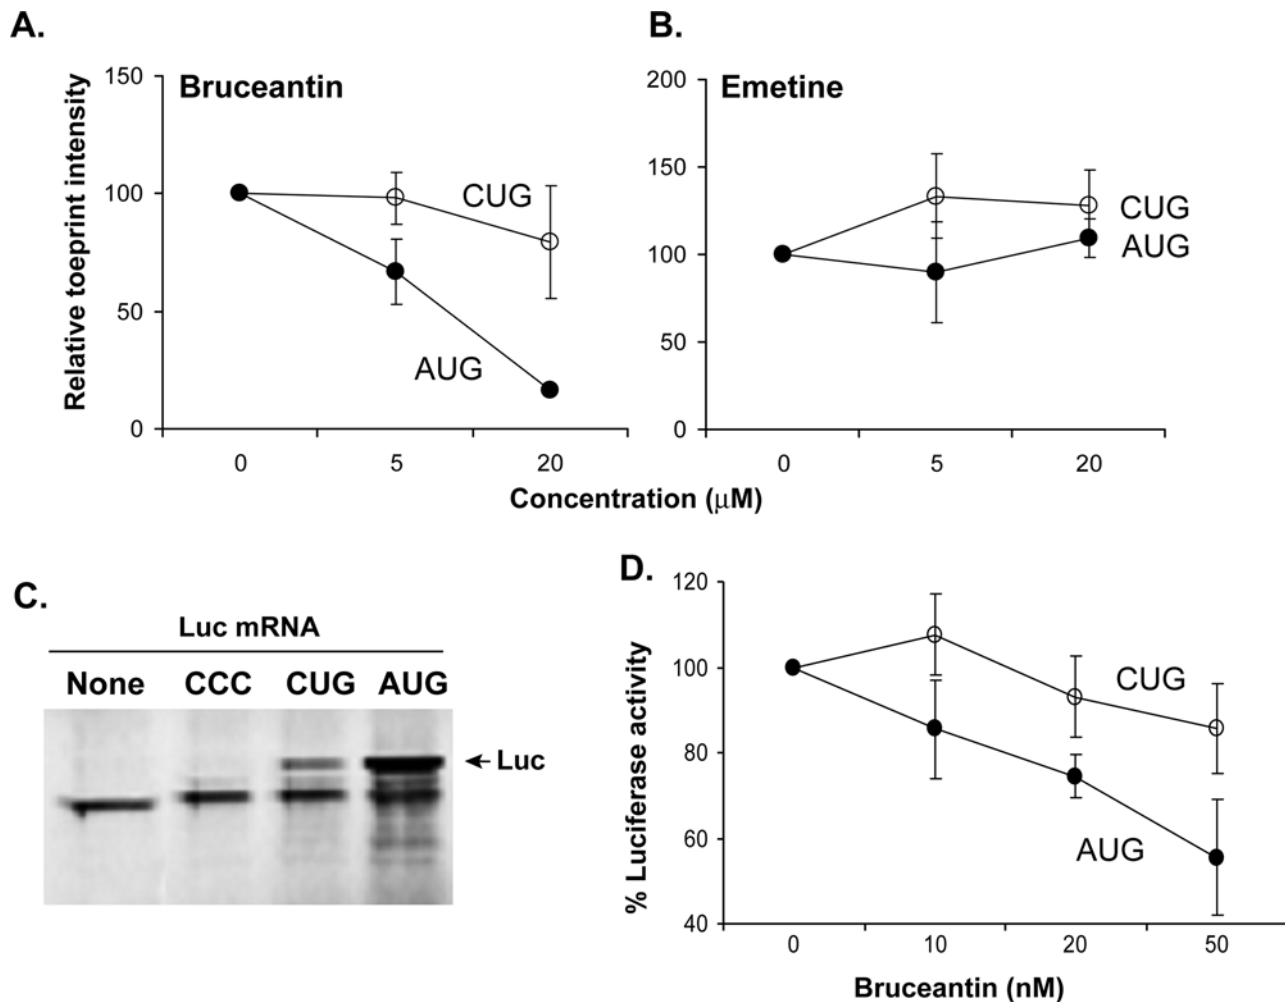 A.
Bruceantin
Relative toeprint intensity
150
100
50
0
CUG
AUG
0 5 20
B.
Emetine
200
150
100
50
0
CUG
AUG
0 5 20
Concentration (μM)
C.
Luc mRNA
None CCC CUG AUG
Luc
D.
% Luciferase activity
120
100
80
60
40
CUG
AUG
0 10 20 50
Bruceantin (nM)